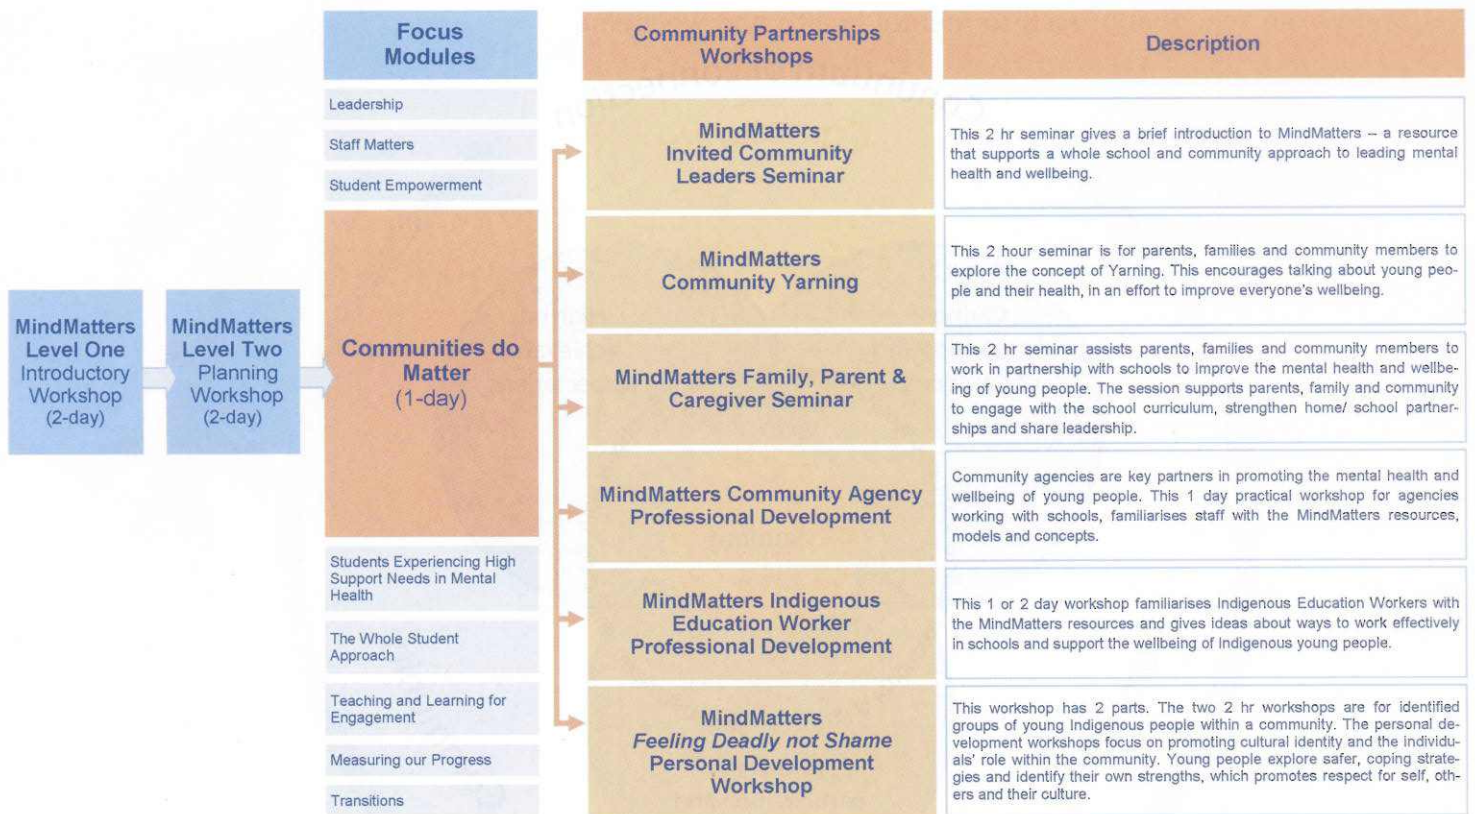 Focus
Modules
Community Partnerships
Workshops
Description
Leadership
Staff Matters
Student Empowerment
MindMatters
Level One
Introductory
Workshop
(2-day)
MindMatters
Level Two
Planning
Workshop
(2-day)
Communities do
Matter
(1-day)
Students Experiencing High
Support Needs in Mental
Health
The Whole Student
Approach
Teaching and Learning for
Engagement
Measuring our Progress
Transitions
MindMatters
Invited Community
Leaders Seminar
This 2 hr seminar gives a brief introduction to MindMatters – a resource
that supports a whole school and community approach to leading mental
health and wellbeing.
MindMatters
Community Yarning
This 2 hour seminar is for parents, families and community members to
explore the concept of Yarning. This encourages talking about young peo-
ple and their health, in an effort to improve everyone's wellbeing.
MindMatters Family, Parent &
Caregiver Seminar
This 2 hr seminar assists parents, families and community members to
work in partnership with schools to improve the mental health and wellbe-
ing of young people. The session supports parents, family and community
to engage with the school curriculum, strengthen home/ school partner-
ships and share leadership.
MindMatters Community Agency
Professional Development
Community agencies are key partners in promoting the mental health and
wellbeing of young people. This 1 day practical workshop for agencies
working with schools, familiarises staff with the MindMatters resources,
models and concepts.
MindMatters Indigenous
Education Worker
Professional Development
This 1 or 2 day workshop familiarises Indigenous Education Workers with
the MindMatters resources and gives ideas about ways to work effectively
in schools and support the wellbeing of Indigenous young people.
MindMatters
Feeling Deadly not Shame
Personal Development
Workshop
This workshop has 2 parts. The two 2 hr workshops are for identified
groups of young Indigenous people within a community. The personal de-
velopment workshops focus on promoting cultural identity and the individu-
als' role within the community. Young people explore safer, coping strate-
gies and identify their own strengths, which promotes respect for self, oth-
ers and their culture.